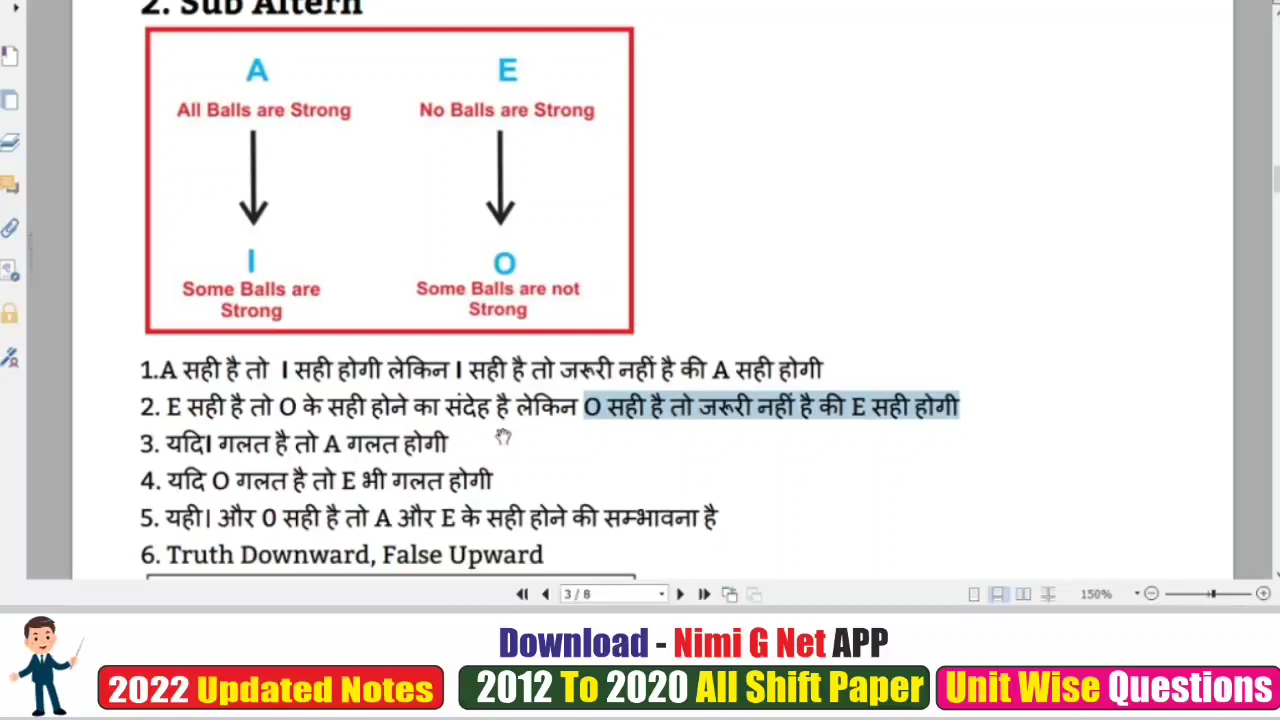 2. Sub Altern
A
E
All Balls are Strong
No Balls are Strong
I
O
Some Balls are
Strong
Some Balls are not
Strong
1.A सही है तो I सही होगी लेकिन I सही है तो जरूरी नहीं है की A सही होगी
2. E सही है तो O के सही होने का संदेह है लेकिन O सही है तो जरूरी नहीं है की E सही होगी
3. यदिI गलत है तो A गलत होगी
4. यदि O गलत है तो E भी गलत होगी
5. यही। और 0 सही है तो A और E के सही होने की सम्भावना है
6. Truth Downward, False Upward
3 / 8
150%
Download - Nimi G Net APP
2022 Updated Notes
2012 To 2020 All Shift Paper
Unit Wise Questions